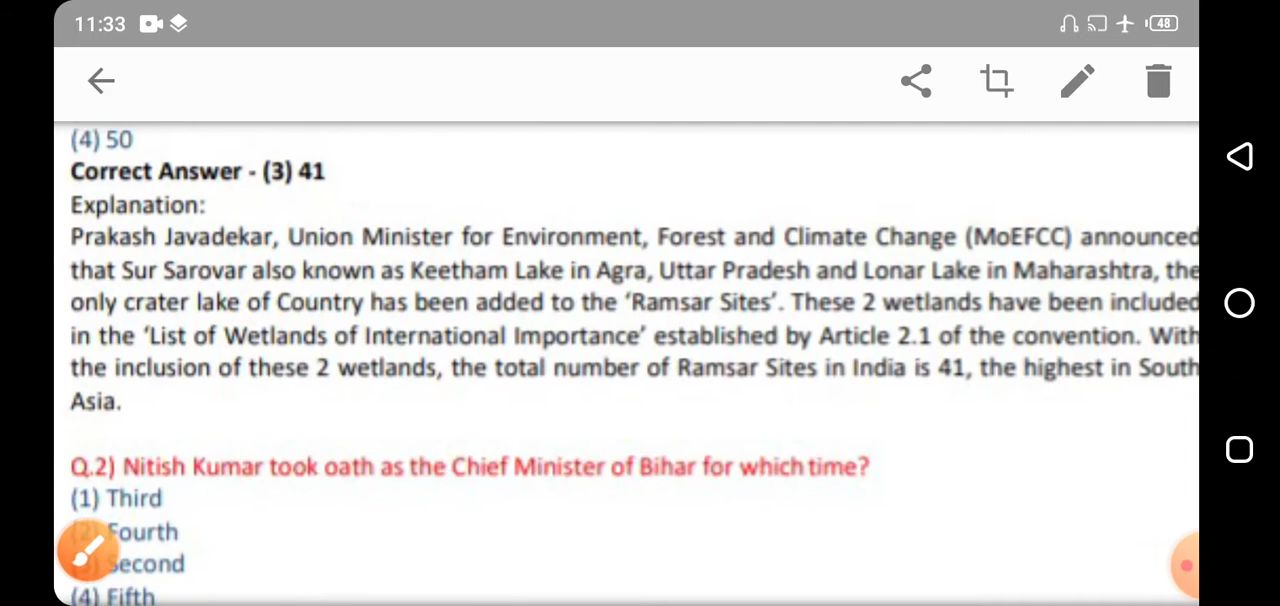 11:33
48
(4) 50
Correct Answer - (3) 41
Explanation:
Prakash Javadekar, Union Minister for Environment, Forest and Climate Change (MoEFCC) announced
that Sur Sarovar also known as Keetham Lake in Agra, Uttar Pradesh and Lonar Lake in Maharashtra, the
only crater lake of Country has been added to the ‘Ramsar Sites’. These 2 wetlands have been included
in the ‘List of Wetlands of International Importance’ established by Article 2.1 of the convention. With
the inclusion of these 2 wetlands, the total number of Ramsar Sites in India is 41, the highest in South
Asia.
Q.2) Nitish Kumar took oath as the Chief Minister of Bihar for which time?
(1) Third
(2) Fourth
(3) Second
(4) Fifth